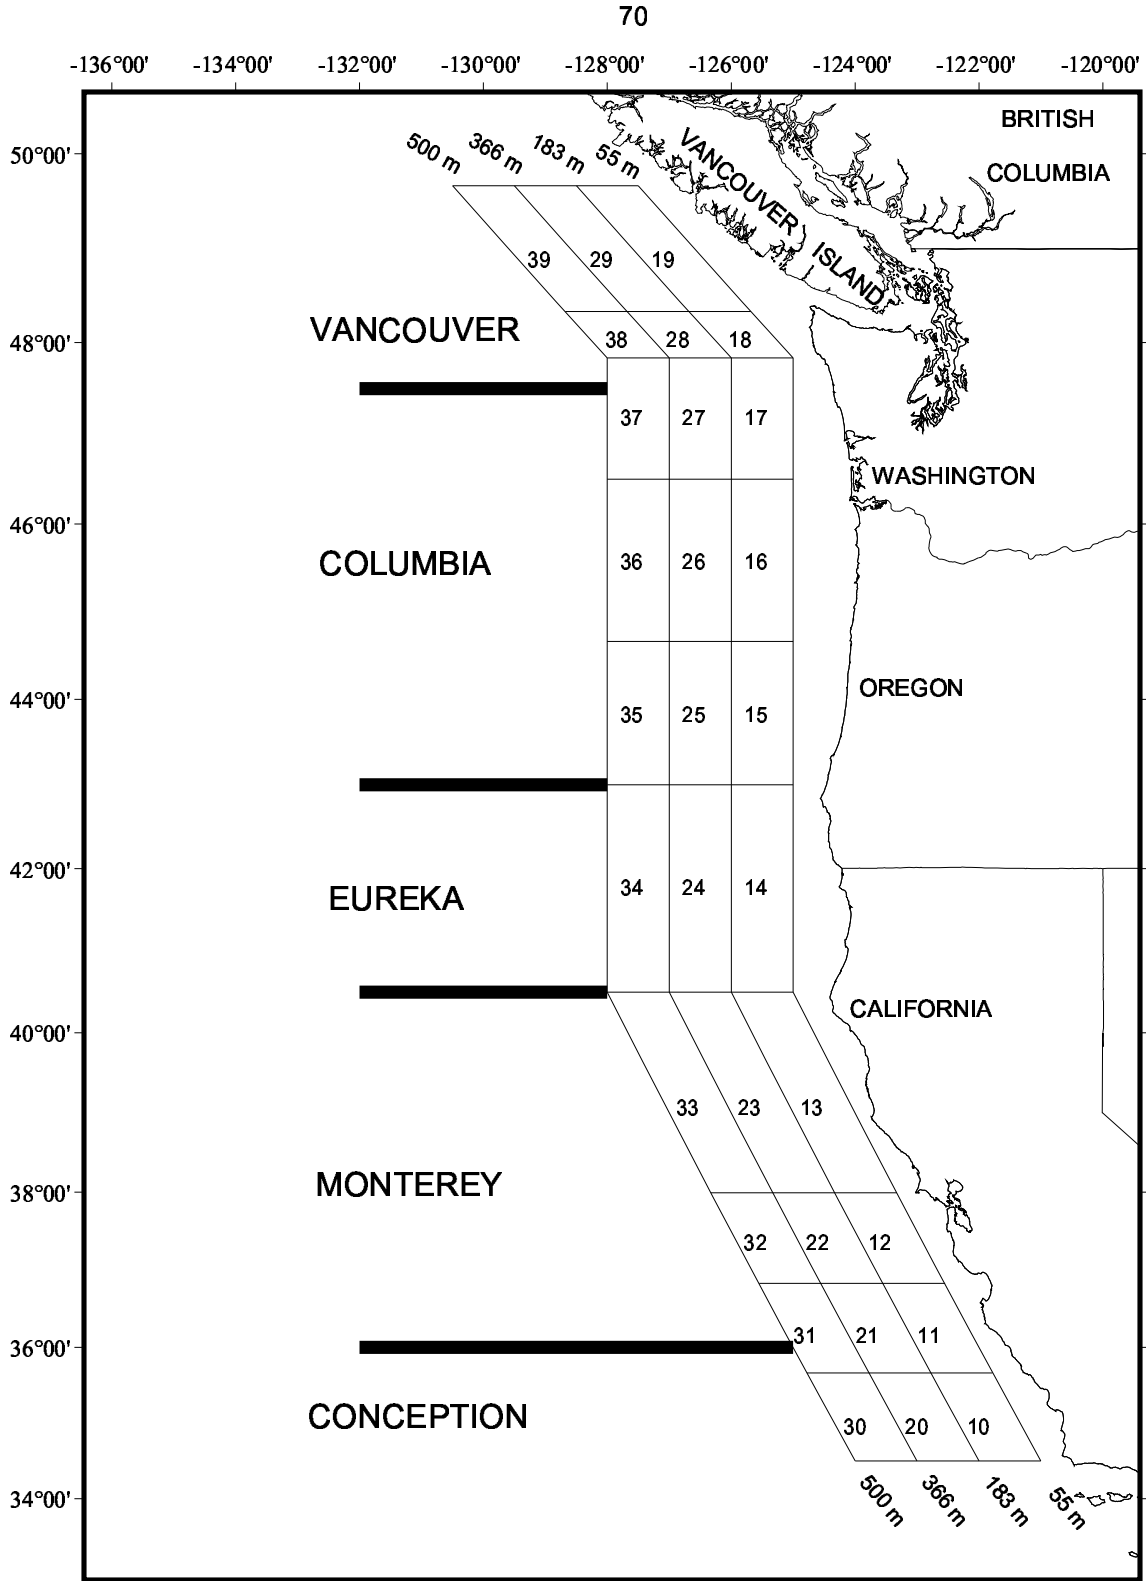 70
-136°00' -134°00' -132°00' -130°00' -128°00' -126°00' -124°00' -122°00' -120°00'
BRITISH
COLUMBIA
50°00'
500 m 366 m 183 m 55 m
VANCOUVER
ISLAND
39 29 19
VANCOUVER
48°00'
38 28 18
37 27 17
WASHINGTON
46°00'
COLUMBIA
36 26 16
44°00'
OREGON
35 25 15
42°00'
EUREKA
34 24 14
40°00'
CALIFORNIA
33 23 13
MONTEREY
38°00'
32 22 12
36°00'
31 21 11
CONCEPTION
30 20 10
34°00'
500 m 366 m 183 m 55 m